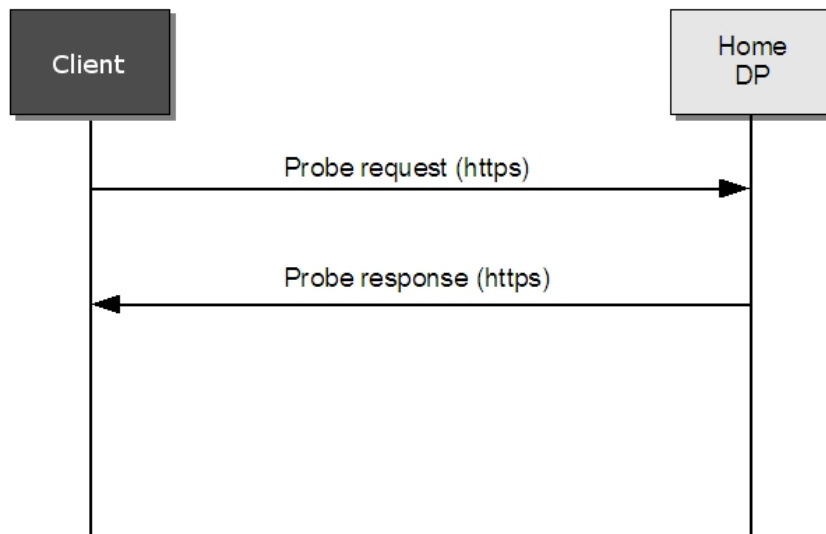 Client
Home
DP
Probe request (https)
Probe response (https)